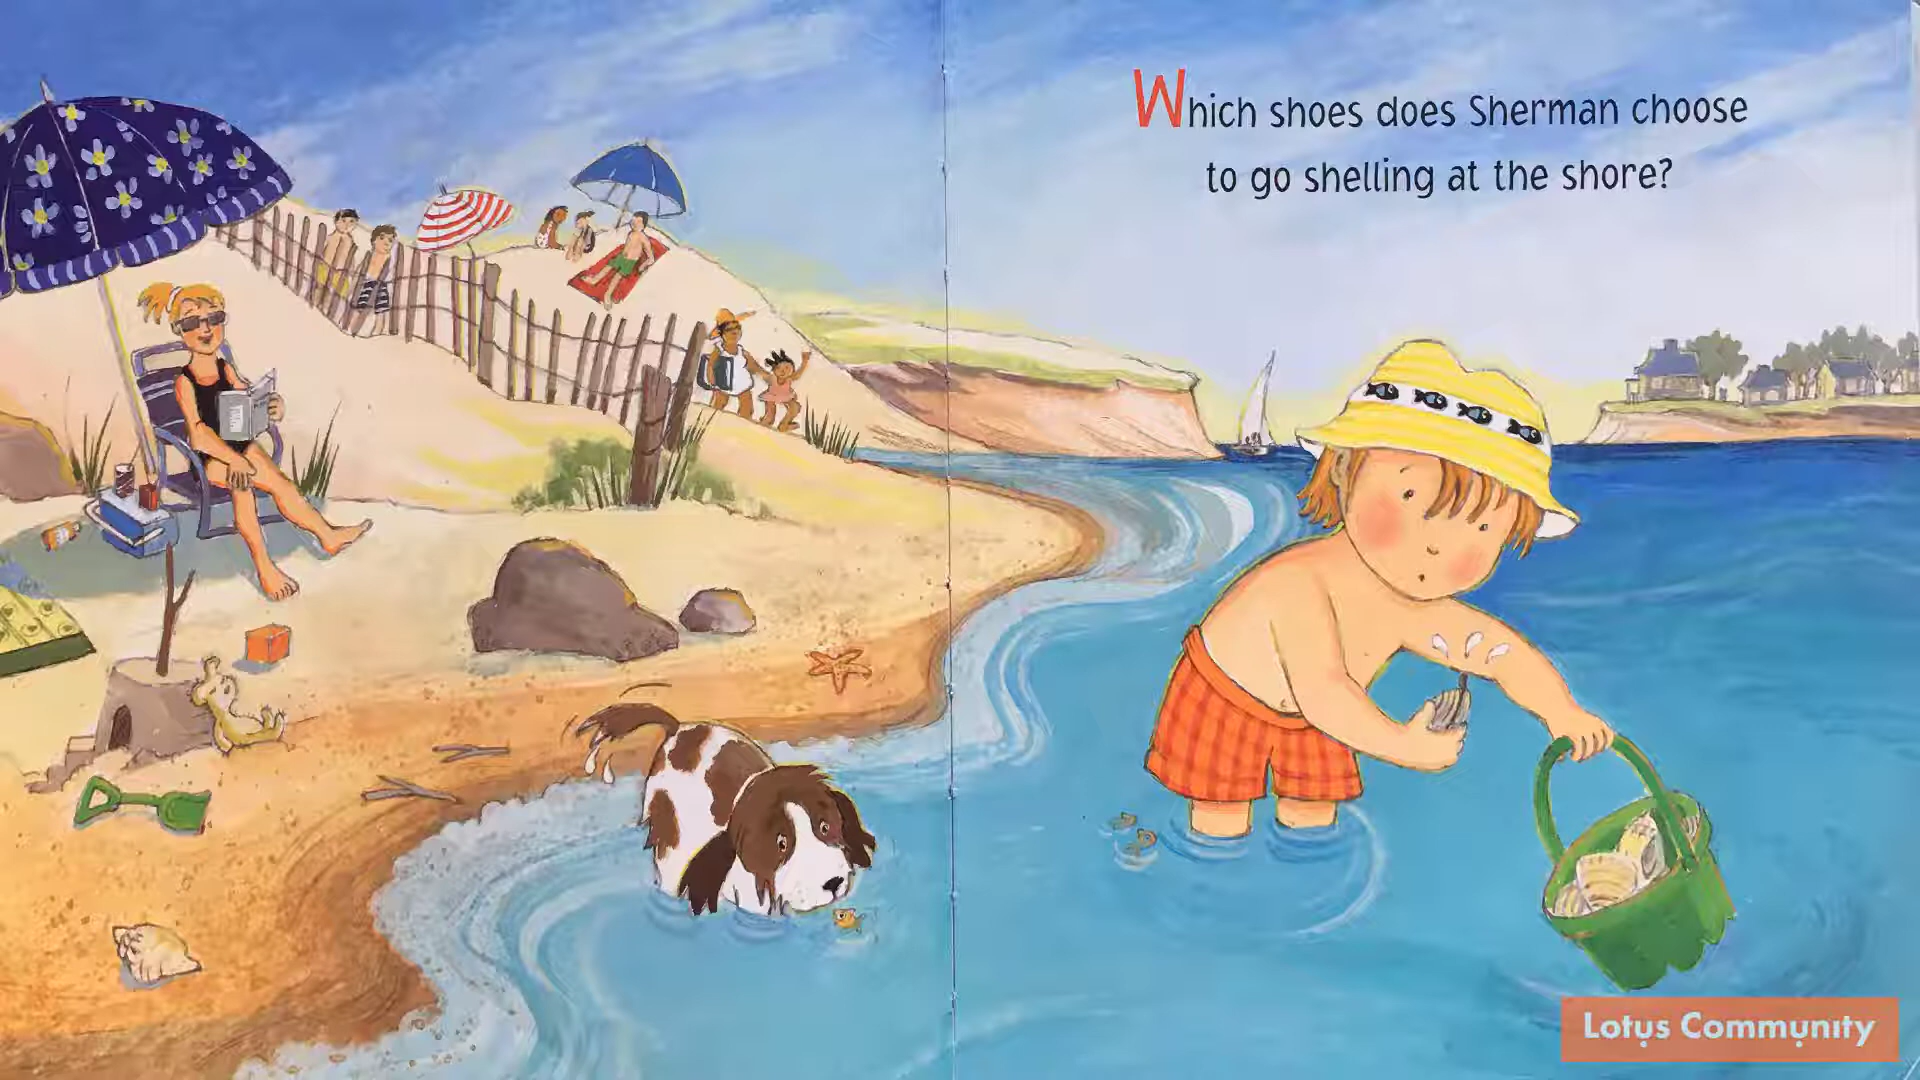 Which shoes does Sherman choose
to go shelling at the shore?
Lotus Community